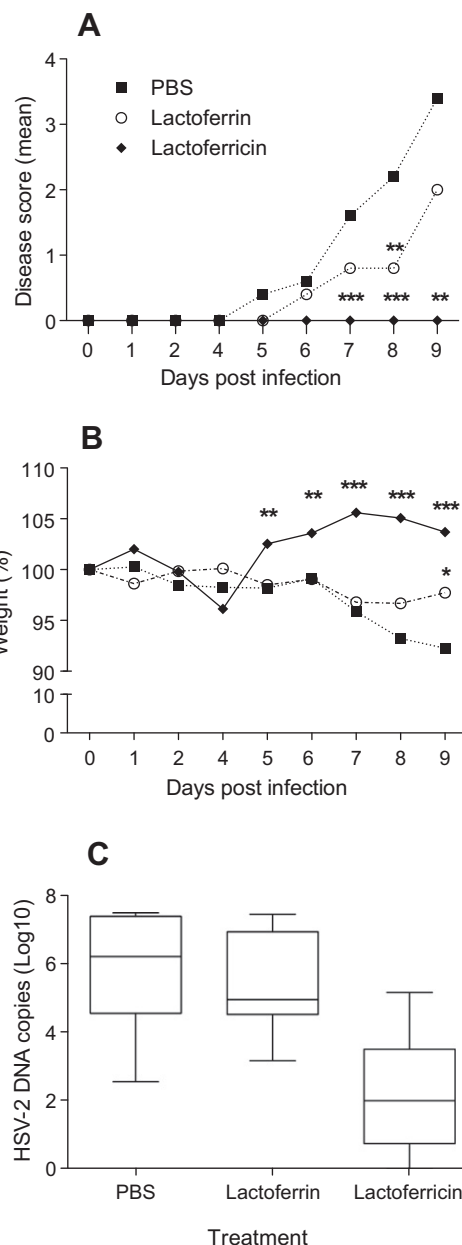 A
4
3
2
1
0
Disease score (mean)
PBS
Lactoferrin
Lactoferricin
**
*** *** **
0 1 2 4 5 6 7 8 9
Days post infection
B
110
105
100
95
90
10
0
Weight (%)
** ** *** *** ***
*
0 1 2 4 5 6 7 8 9
Days post infection
C
8
6
4
2
0
HSV-2 DNA copies (Log10)
PBS Lactoferrin Lactoferricin
Treatment